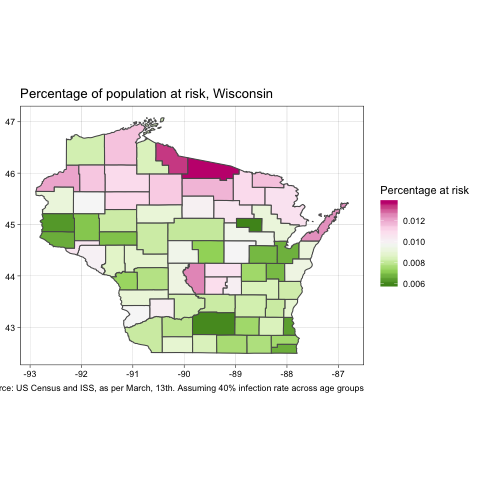 Percentage of population at risk, Wisconsin
47
46
45
44
43
-93 -92 -91 -90 -89 -88 -87
Percentage at risk
0.012
0.010
0.008
0.006
rce: US Census and ISS, as per March, 13th. Assuming 40% infection rate across age groups